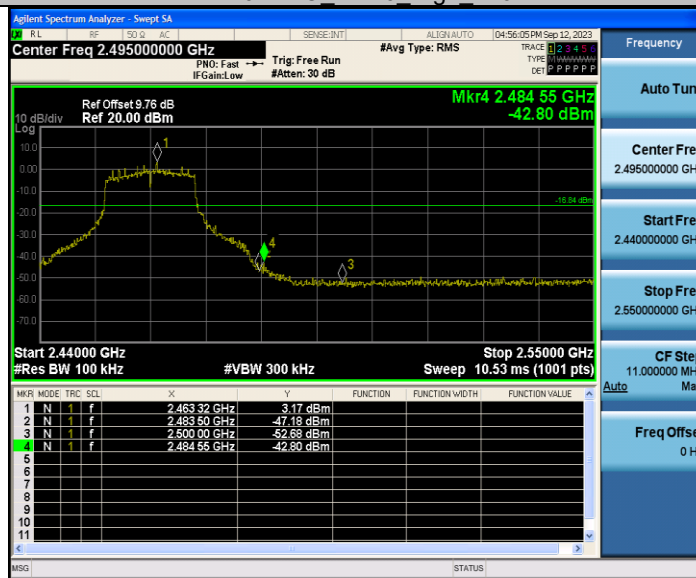 Agilent Spectrum Analyzer - Swept SA
RL RF 50 Ω AC SENSE:INT ALIGN AUTO 04:56:05 PM Sep 12, 2023
Center Freq 2.495000000 GHz #Avg Type: RMS TRACE 1 2 3 4 5 6
PNO: Fast Trig: Free Run TYPE
IFGain:Low #Atten: 30 dB DET P P P P P P
Ref Offset 9.76 dB Mkr4 2.484 55 GHz
10 dB/div Ref 20.00 dBm -42.80 dBm
Log
1
10.0
0.00
-10.0
-16.84 dBm
-20.0
-30.0
4
-40.0
3
-50.0
-60.0
-70.0
Start 2.44000 GHz Stop 2.55000 GHz
#Res BW 100 kHz #VBW 300 kHz Sweep 10.53 ms (1001 pts)
MKR MODE TRC SCL X Y FUNCTION FUNCTION WIDTH FUNCTION VALUE
1 N 1 f 2.463 32 GHz 3.17 dBm
2 N 1 f 2.483 50 GHz -47.18 dBm
3 N 1 f 2.500 00 GHz -52.68 dBm
4 N 1 f 2.484 55 GHz -42.80 dBm
5
6
7
8
9
10
11
MSG STATUS
Frequency
Auto Tun
Center Fre
2.495000000 GH
Start Fre
2.440000000 GH
Stop Fre
2.550000000 GH
CF Step
11.000000 MH
Auto Ma
Freq Offse
0 H